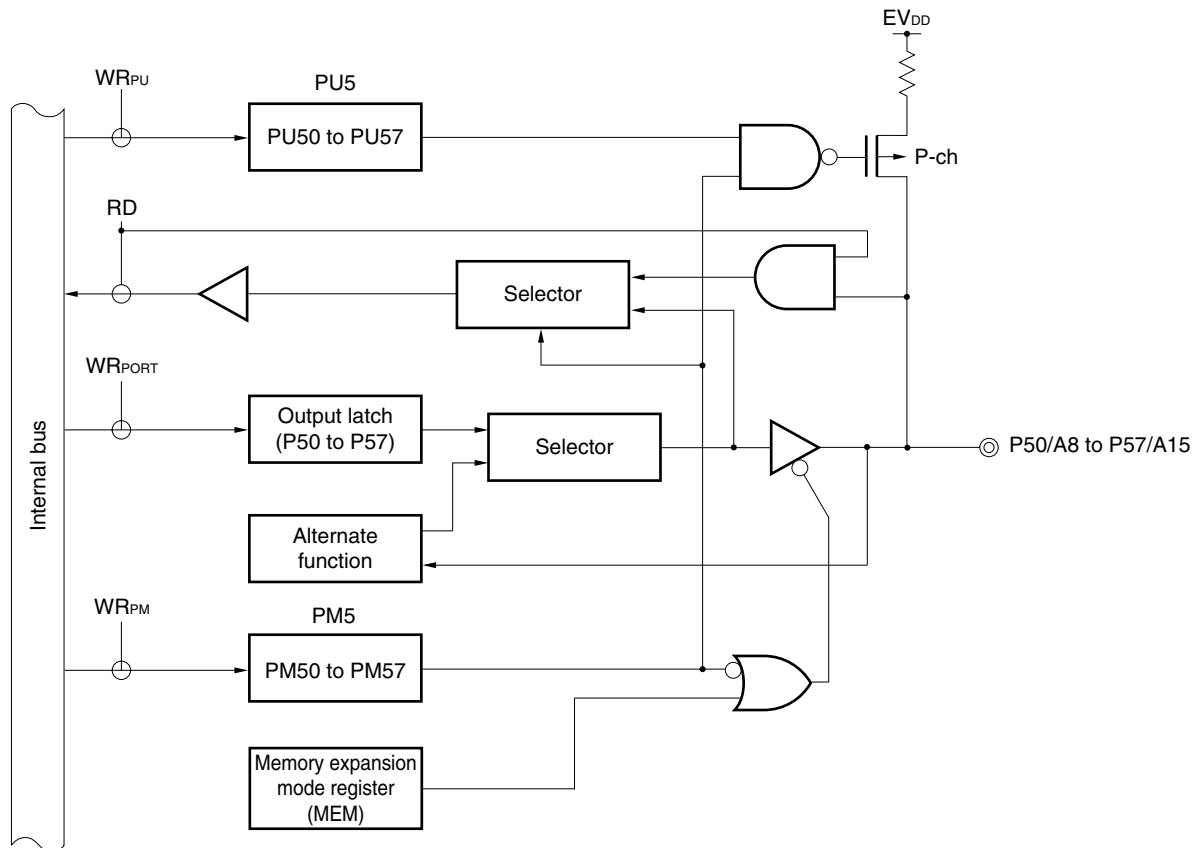 EVDD
WRPU
PU5
PU50 to PU57
P-ch
RD
Selector
WRPORT
Output latch
(P50 to P57)
Selector
P50/A8 to P57/A15
Internal bus
Alternate
function
WRPM
PM5
PM50 to PM57
Memory expansion
mode register
(MEM)